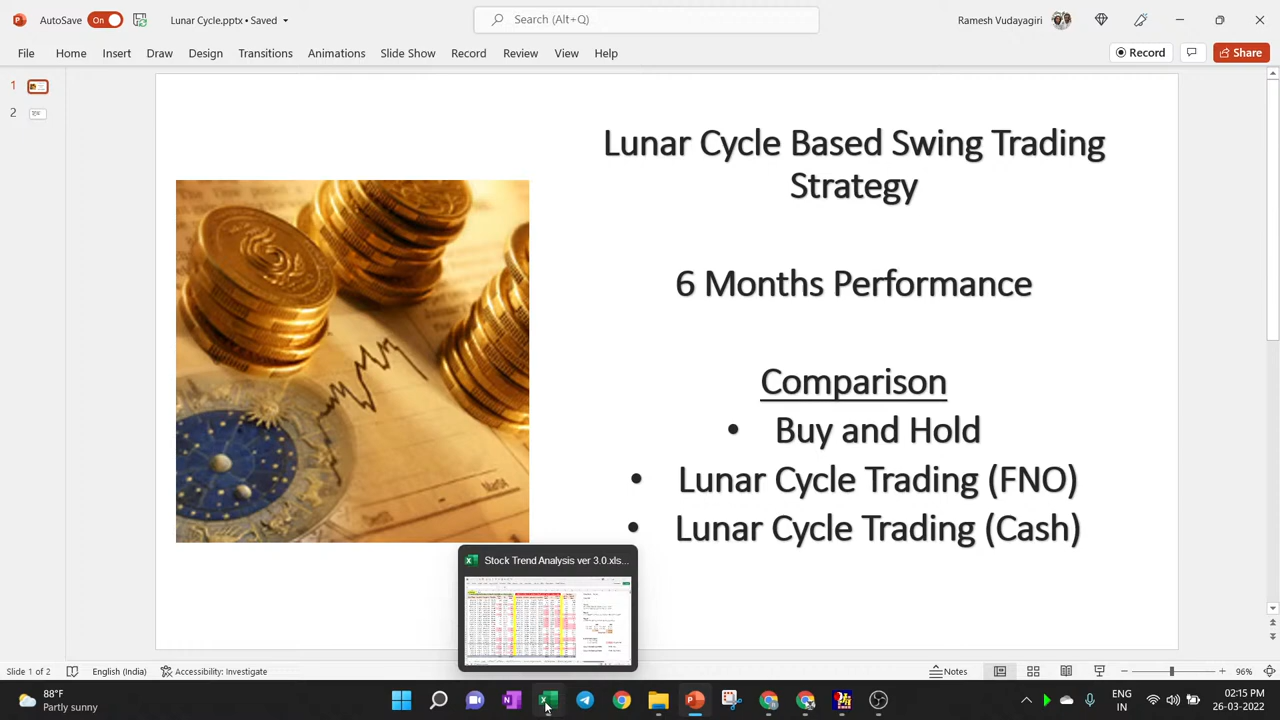 AutoSave
On
Lunar Cycle.pptx • Saved
Search (Alt+Q)
Ramesh Vudayagiri
File Home Insert Draw Design Transitions Animations Slide Show Record Review View Help
Record
Share
1
2
Lunar Cycle Based Swing Trading
Strategy
6 Months Performance
Comparison
• Buy and Hold
• Lunar Cycle Trading (FNO)
• Lunar Cycle Trading (Cash)
Stock Trend Analysis ver 3.0.xls...
Slide 1 of 2
English (India)
Accessibility: Investigate
Notes
96%
88°F
Partly sunny
ENG
IN
02:15 PM
26-03-2022